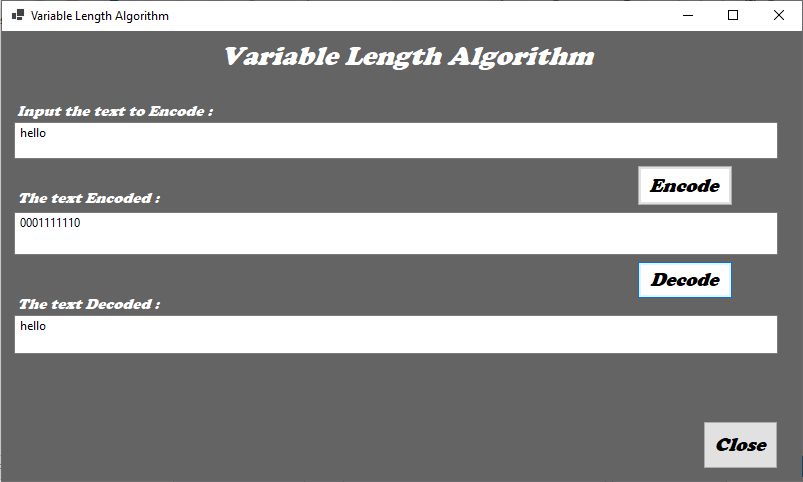 Variable Length Algorithm
Variable Length Algorithm
Input the text to Encode :
hello
Encode
The text Encoded :
0001111110
Decode
The text Decoded :
hello
Close